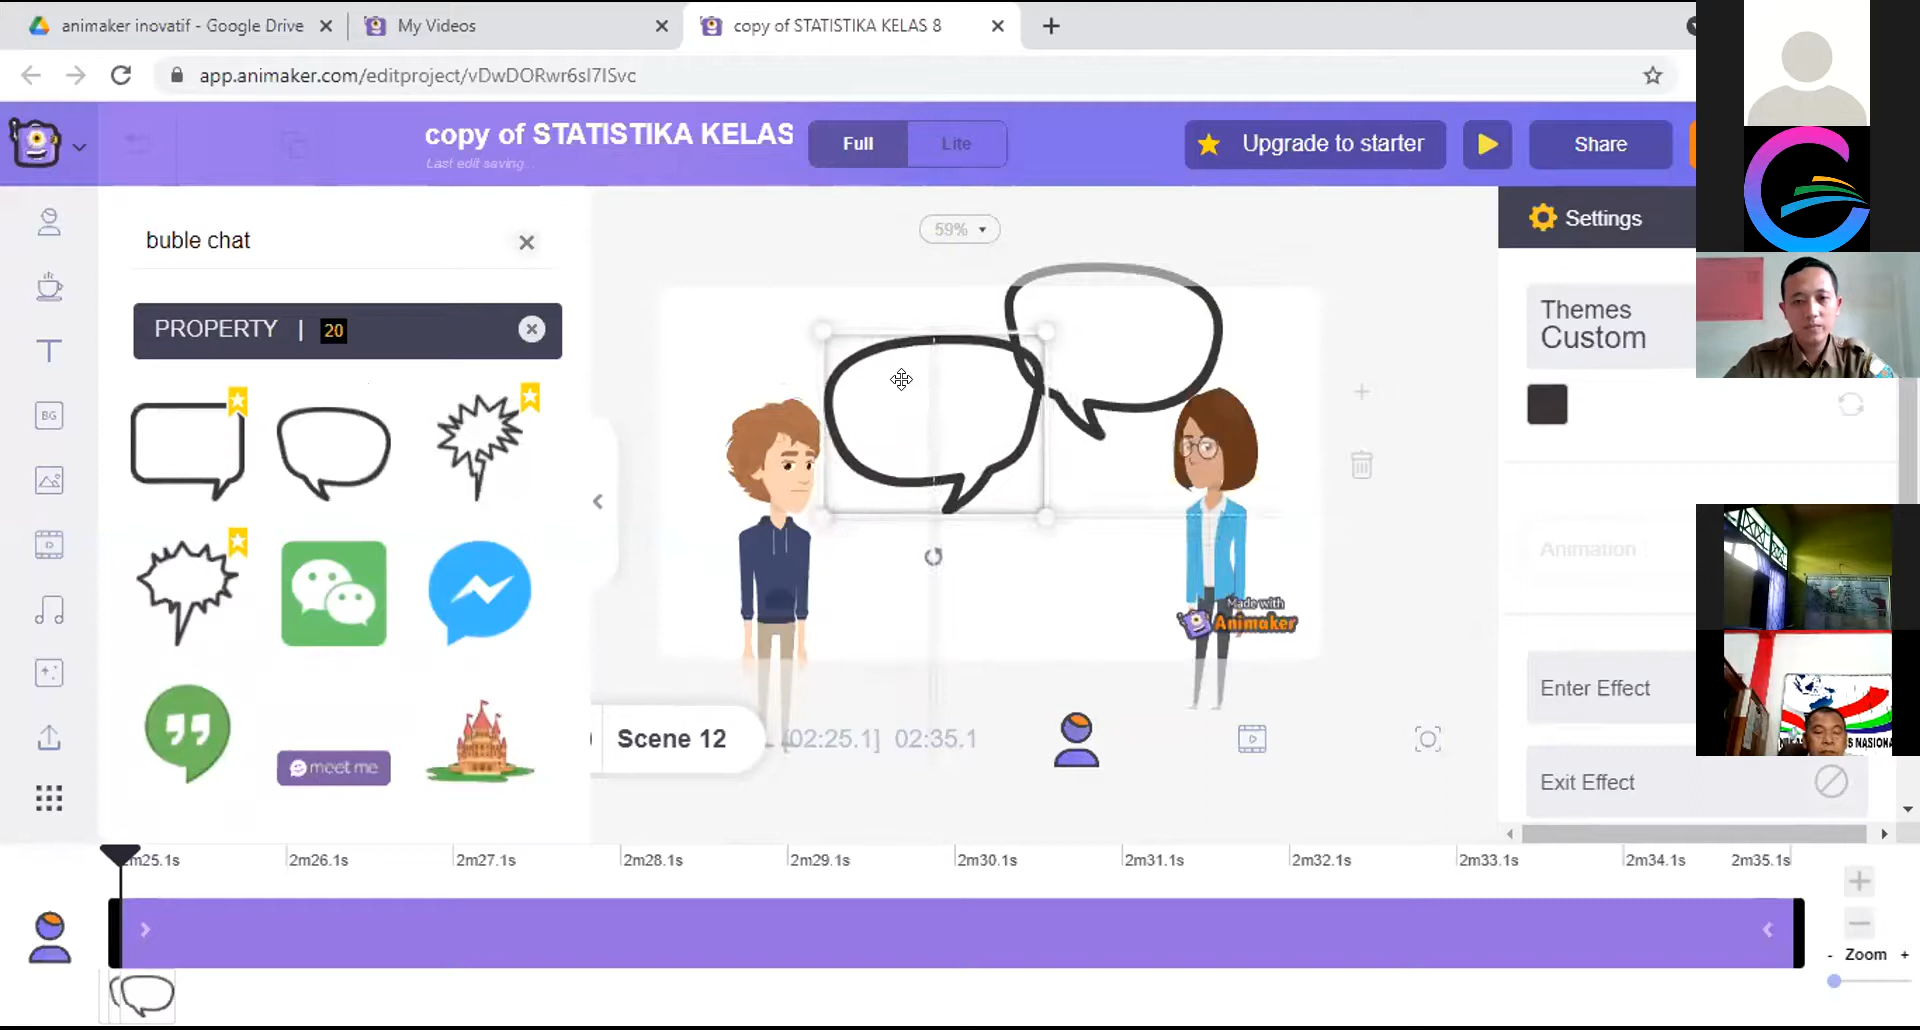 animaker inovatif - Google Drive
My Videos
copy of STATISTIKA KELAS 8
app.animaker.com/editproject/vDwDORwr6sI7ISvc
copy of STATISTIKA KELAS
Last edit saving...
Full
Lite
Upgrade to starter
Share
buble chat
59%
Settings
PROPERTY | 20
Themes
Custom
BG
Animation
Made with
Animaker
Enter Effect
meet me
Scene 12
[02:25.1] 02:35.1
Exit Effect
NASIONA
2m25.1s
2m26.1s
2m27.1s
2m28.1s
2m29.1s
2m30.1s
2m31.1s
2m32.1s
2m33.1s
2m34.1s
2m35.1s
- Zoom +